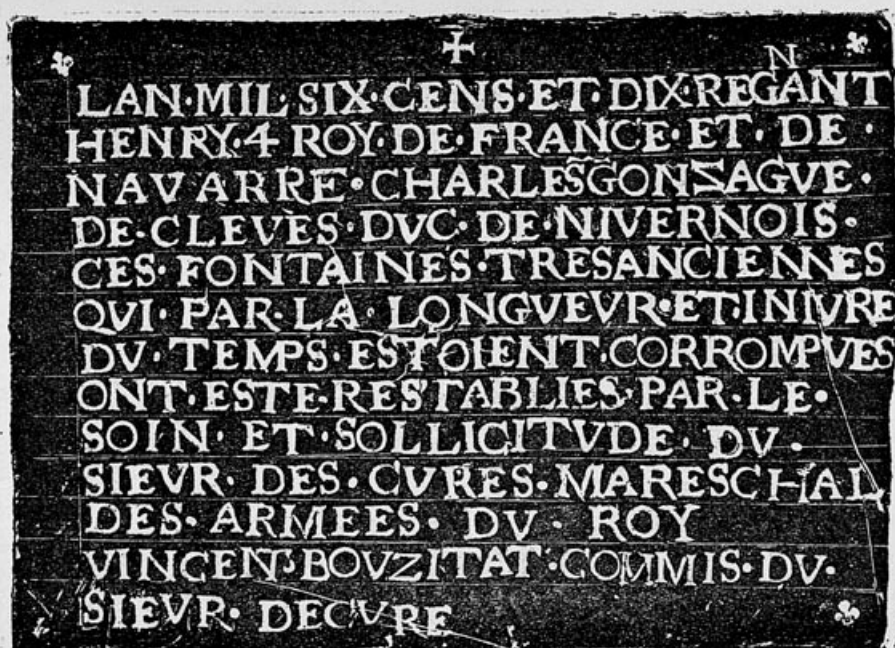 LAN·MIL·SIX·CENS·ET·DIX·REGNANT
HENRY·4 ROY·DE·FRANCE·ET·DE·
NAVARRE·CHARLES GONZAGVE·
DE·CLEVES·DVC·DE·NIVERNOIS·
CES·FONTAINES·TRESANCIENNES
QVI·PAR·LA·LONGVEVR·ET·INIVRE
DV·TEMPS·ESTOIENT·CORROMPVES
ONT·ESTE·RESTABLIES·PAR·LE·
SOIN·ET·SOLLICITVDE·DV·
SIEVR·DES·CVRES·MARESCHAL
DES·ARMEES·DV·ROY
VINCENT·BOVZITAT·COMMIS·DV·
SIEVR·DECVRE